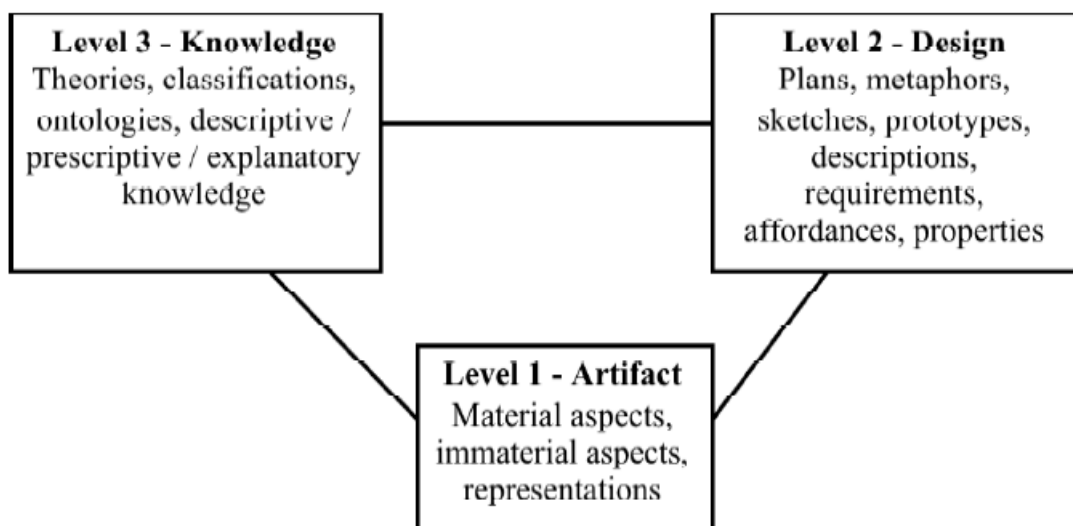 Level 3 - Knowledge
Theories, classifications,
ontologies, descriptive /
prescriptive / explanatory
knowledge
Level 2 - Design
Plans, metaphors,
sketches, prototypes,
descriptions,
requirements,
affordances, properties
Level 1 - Artifact
Material aspects,
immaterial aspects,
representations